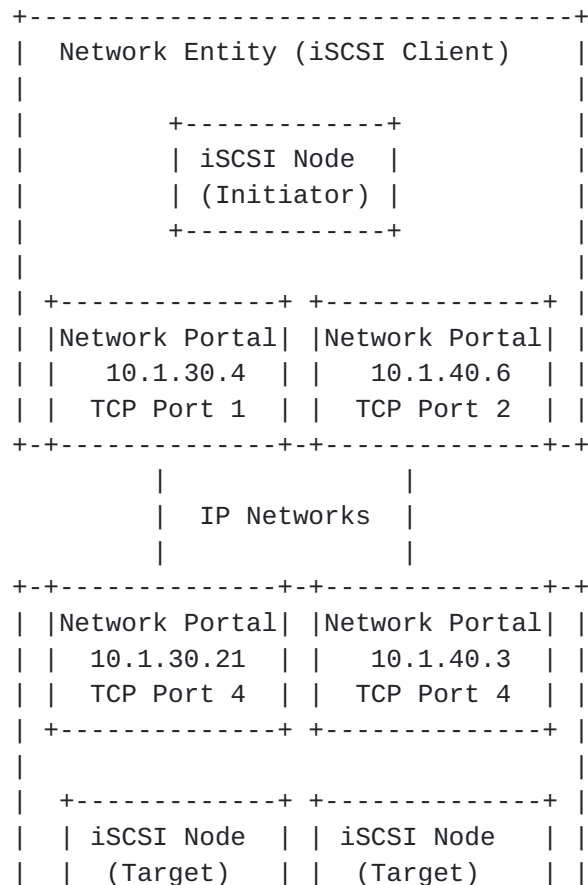 Network Entity (iSCSI Client)
iSCSI Node
(Initiator)
Network Portal Network Portal
10.1.30.4 10.1.40.6
TCP Port 1 TCP Port 2
IP Networks
Network Portal Network Portal
10.1.30.21 10.1.40.3
TCP Port 4 TCP Port 4
iSCSI Node iSCSI Node
(Target) (Target)